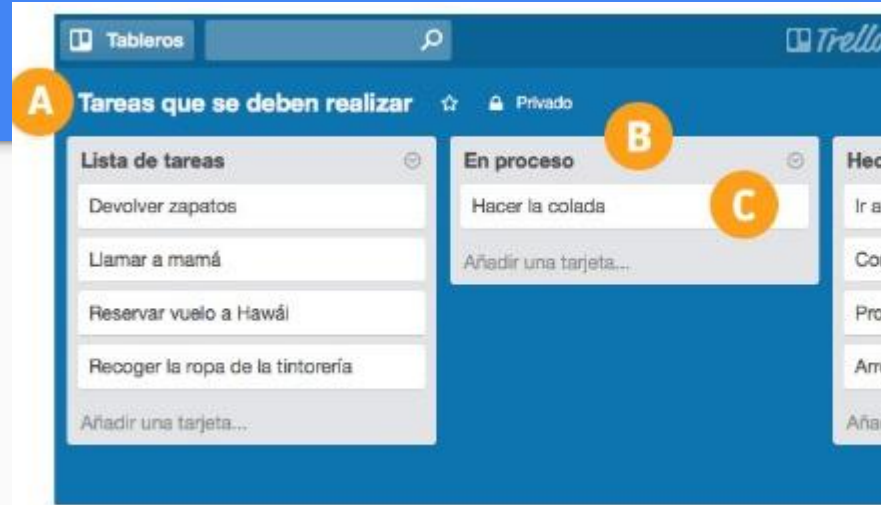 Tableros
Trello
A Tareas que se deben realizar Privado
B
Lista de tareas
Devolver zapatos
Llamar a mamá
Reservar vuelo a Hawái
Recoger la ropa de la tintorería
Añadir una tarjeta...
En proceso
Hacer la colada
C
Añadir una tarjeta...
Ir a